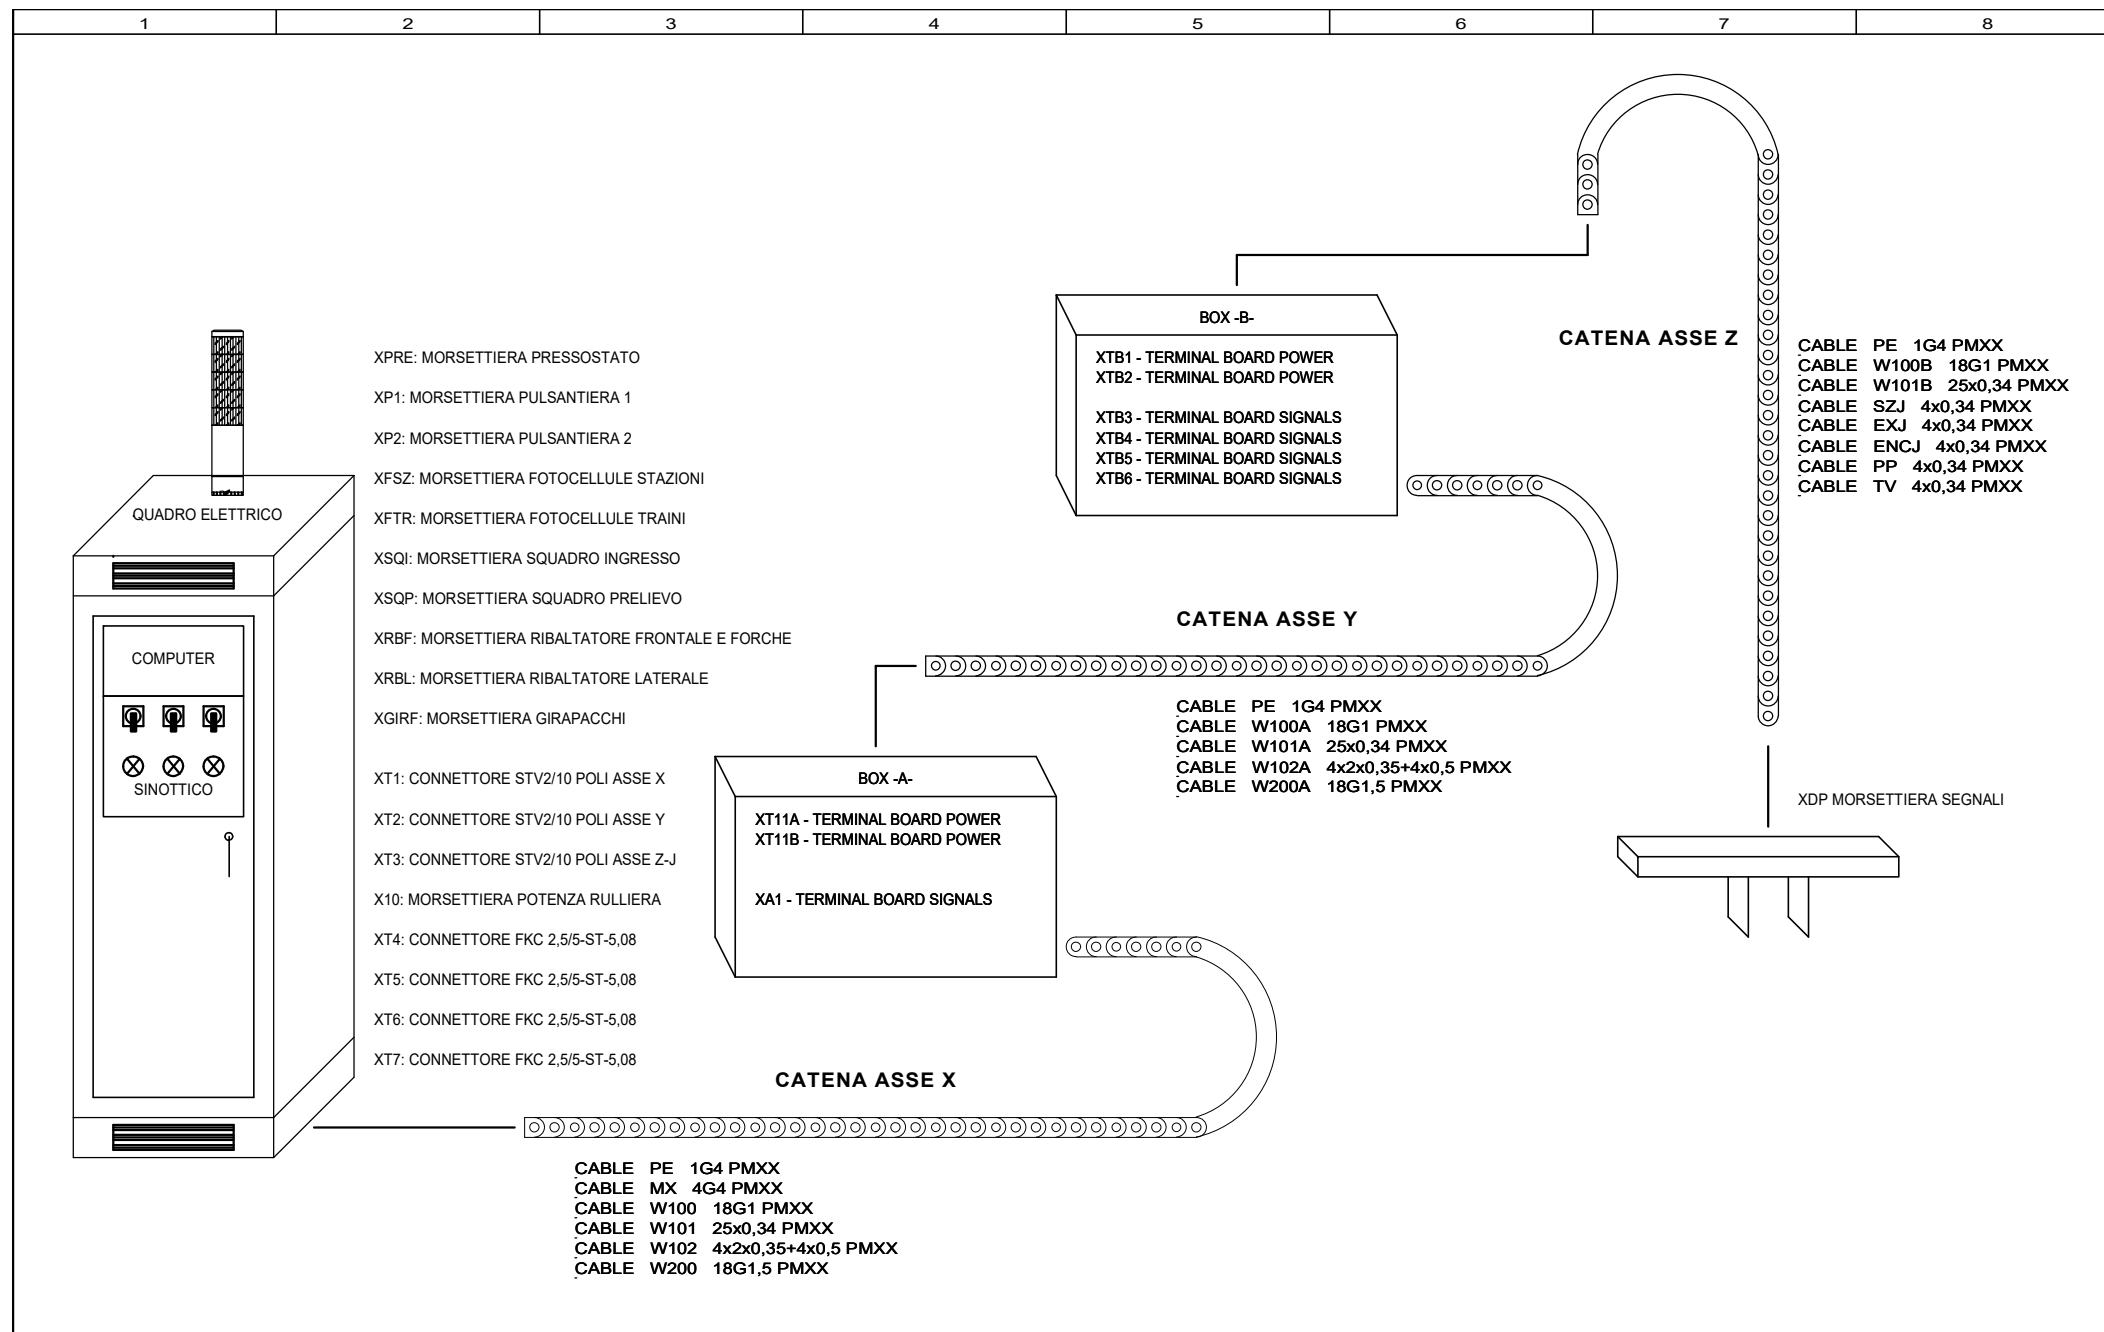 1 2 3 4 5 6 7 8
QUADRO ELETTRICO
COMPUTER
SINOTTICO
XPRE: MORSETTIERA PRESSOSTATO
XP1: MORSETTIERA PULSANTIERA 1
XP2: MORSETTIERA PULSANTIERA 2
XFSZ: MORSETTIERA FOTOCELLULE STAZIONI
XFTR: MORSETTIERA FOTOCELLULE TRAINI
XSQI: MORSETTIERA SQUADRO INGRESSO
XSQP: MORSETTIERA SQUADRO PRELIEVO
XRBF: MORSETTIERA RIBALTATORE FRONTALE E FORCHE
XRBL: MORSETTIERA RIBALTATORE LATERALE
XGIRF: MORSETTIERA GIRAPACCHI
XT1: CONNETTORE STV2/10 POLI ASSE X
XT2: CONNETTORE STV2/10 POLI ASSE Y
XT3: CONNETTORE STV2/10 POLI ASSE Z-J
X10: MORSETTIERA POTENZA RULLIERA
XT4: CONNETTORE FKC 2,5/5-ST-5,08
XT5: CONNETTORE FKC 2,5/5-ST-5,08
XT6: CONNETTORE FKC 2,5/5-ST-5,08
XT7: CONNETTORE FKC 2,5/5-ST-5,08
CATENA ASSE X
CABLE PE 1G4 PMXX
CABLE MX 4G4 PMXX
CABLE W100 18G1 PMXX
CABLE W101 25x0,34 PMXX
CABLE W102 4x2x0,35+4x0,5 PMXX
CABLE W200 18G1,5 PMXX
BOX -A-
XT11A - TERMINAL BOARD POWER
XT11B - TERMINAL BOARD POWER
XA1 - TERMINAL BOARD SIGNALS
CATENA ASSE Y
CABLE PE 1G4 PMXX
CABLE W100A 18G1 PMXX
CABLE W101A 25x0,34 PMXX
CABLE W102A 4x2x0,35+4x0,5 PMXX
CABLE W200A 18G1,5 PMXX
BOX -B-
XTB1 - TERMINAL BOARD POWER
XTB2 - TERMINAL BOARD POWER
XTB3 - TERMINAL BOARD SIGNALS
XTB4 - TERMINAL BOARD SIGNALS
XTB5 - TERMINAL BOARD SIGNALS
XTB6 - TERMINAL BOARD SIGNALS
CATENA ASSE Z
CABLE PE 1G4 PMXX
CABLE W100B 18G1 PMXX
CABLE W101B 25x0,34 PMXX
CABLE SZJ 4x0,34 PMXX
CABLE EXJ 4x0,34 PMXX
CABLE ENCJ 4x0,34 PMXX
CABLE PP 4x0,34 PMXX
CABLE TV 4x0,34 PMXX
XDP MORSETTIERA SEGNALI